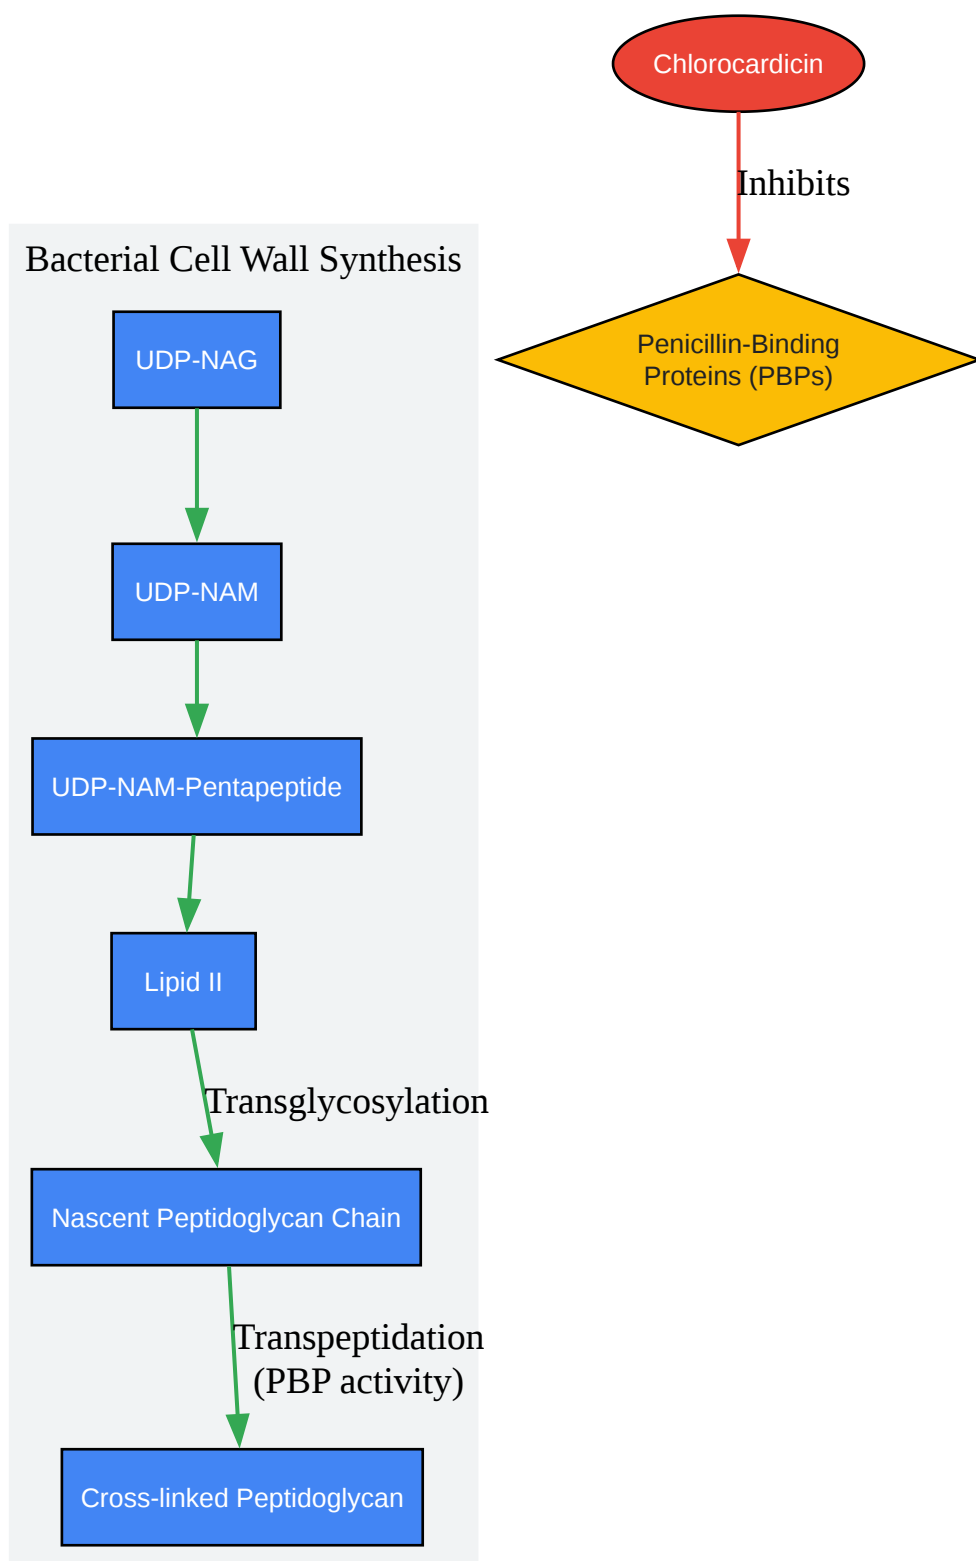 Chlorocardicin
Inhibits
Penicillin-Binding
Proteins (PBPs)
Bacterial Cell Wall Synthesis
UDP-NAG
UDP-NAM
UDP-NAM-Pentapeptide
Lipid II
Transglycosylation
Nascent Peptidoglycan Chain
Transpeptidation
(PBP activity)
Cross-linked Peptidoglycan